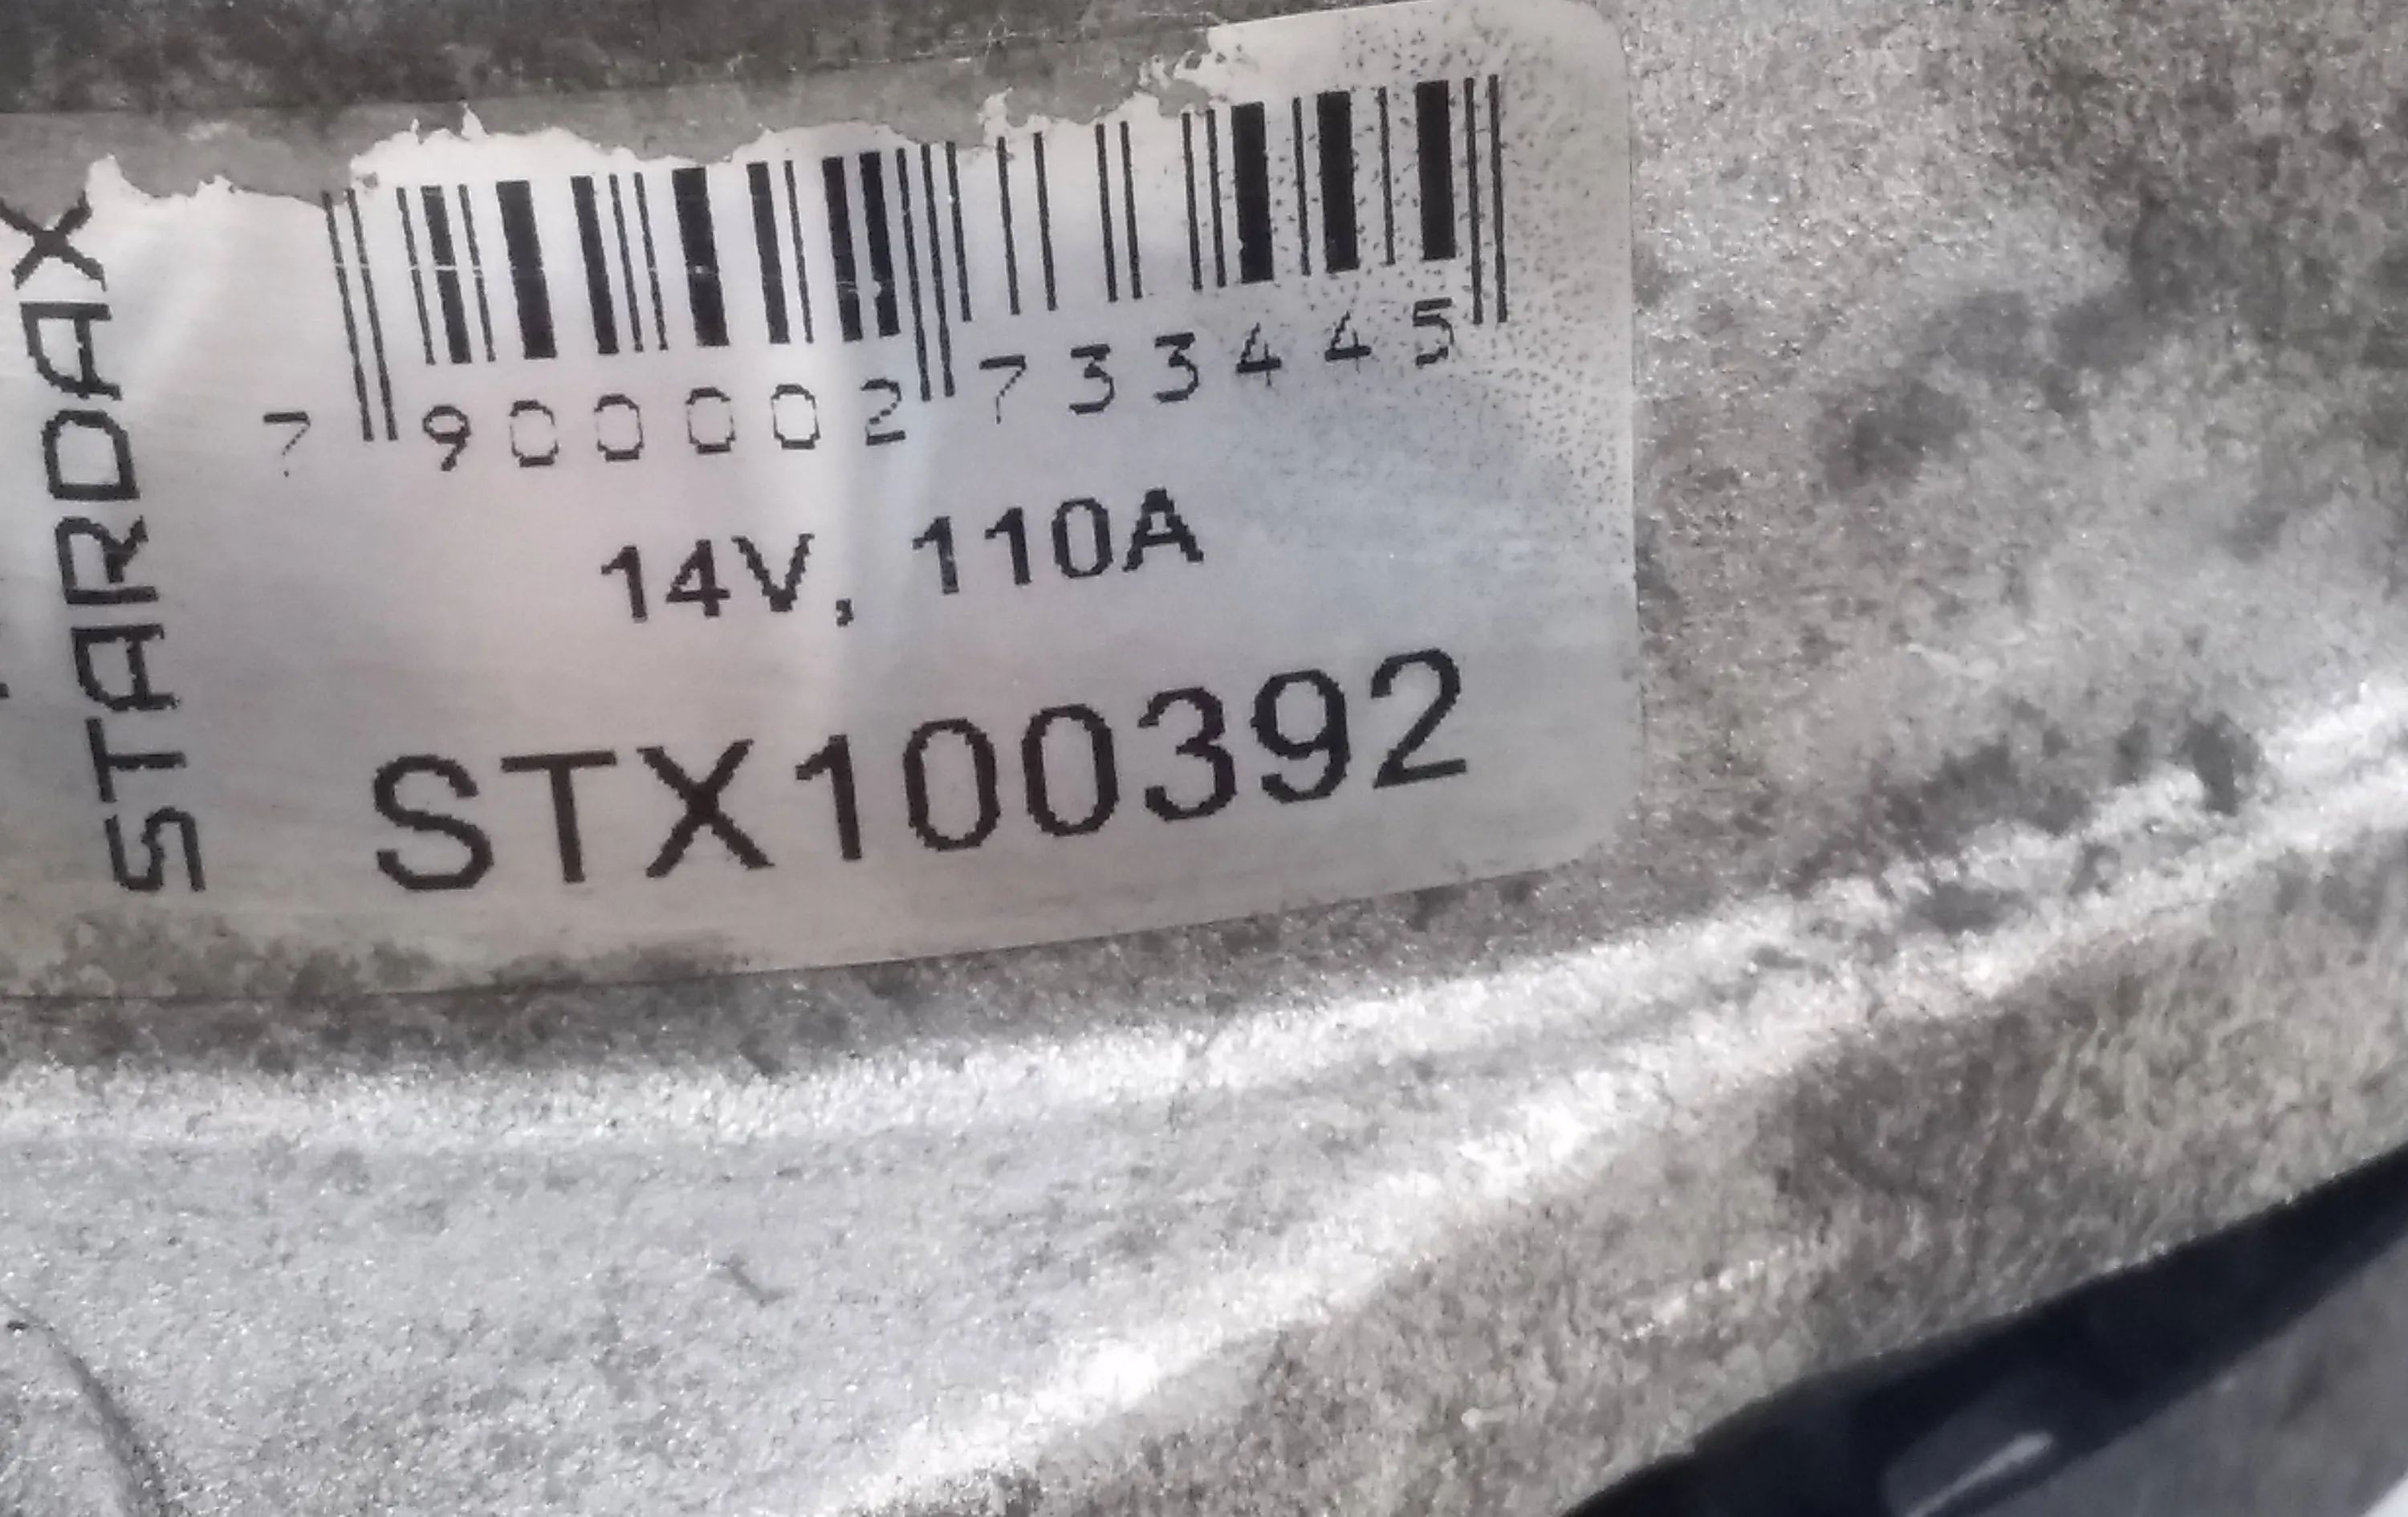 STARDAX
7 900002 733445
14V, 110A
STX100392